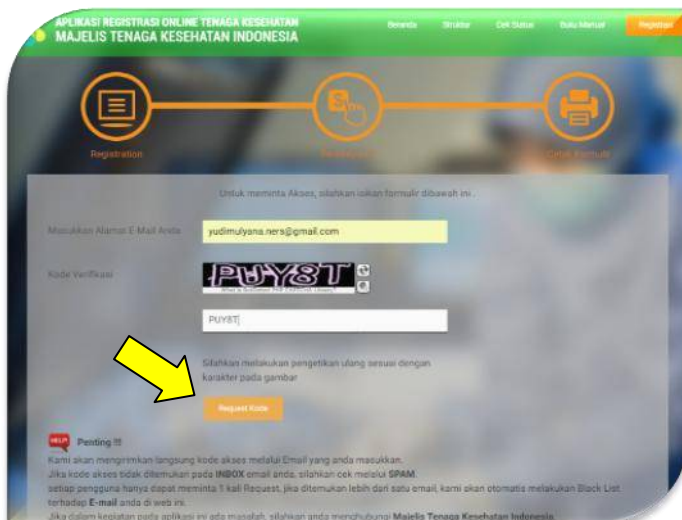 APLIKASI REGISTRASI ONLINE TENAGA KESEHATAN
MAJELIS TENAGA KESEHATAN INDONESIA
Beranda Struktur Cek Status Buku Manual Registrasi
Registration
Cetak Formulir
Untuk meminta Akses, silahkan isikan formulir dibawah ini .
Masukkan Alamat E-Mail Anda
yudimulyana.ners@gmail.com
Kode Verifikasi
PUY8T
PUY8T
Silahkan melakukan pengetikan ulang sesuai dengan
karakter pada gambar
Request Kode
HELP Penting !!!
Kami akan mengirimkan langsung kode akses melalui Email yang anda masukkan.
Jika kode akses tidak ditemukan pada INBOX email anda, silahkan cek melalui SPAM.
setiap pengguna hanya dapat meminta 1 kali Request, jika ditemukan lebih dari satu email, kami akan otomatis melakukan Black List
terhadap E-mail anda di web ini.
Jika dalam kegiatan pada aplikasi ini ada masalah, silahkan anda menghubungi Majelis Tenaga Kesehatan Indonesia.